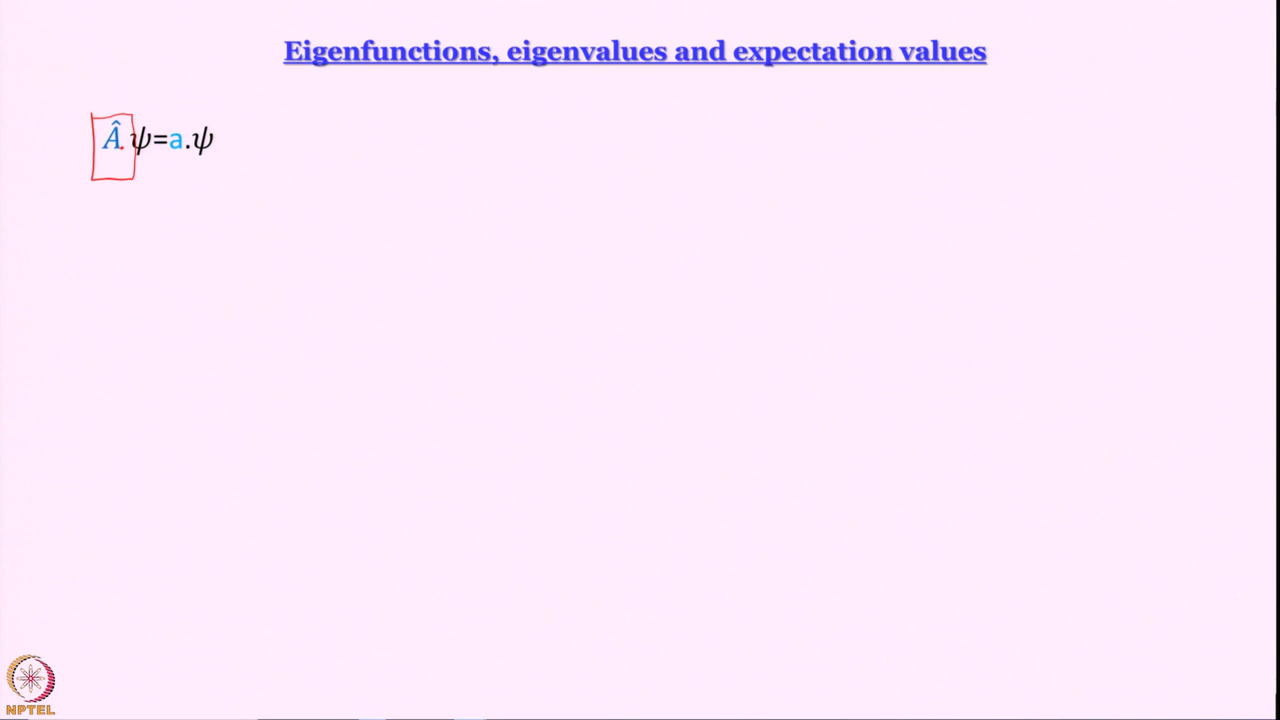 Eigenfunctions, eigenvalues and expectation values
Â ψ=a.ψ
NPTEL